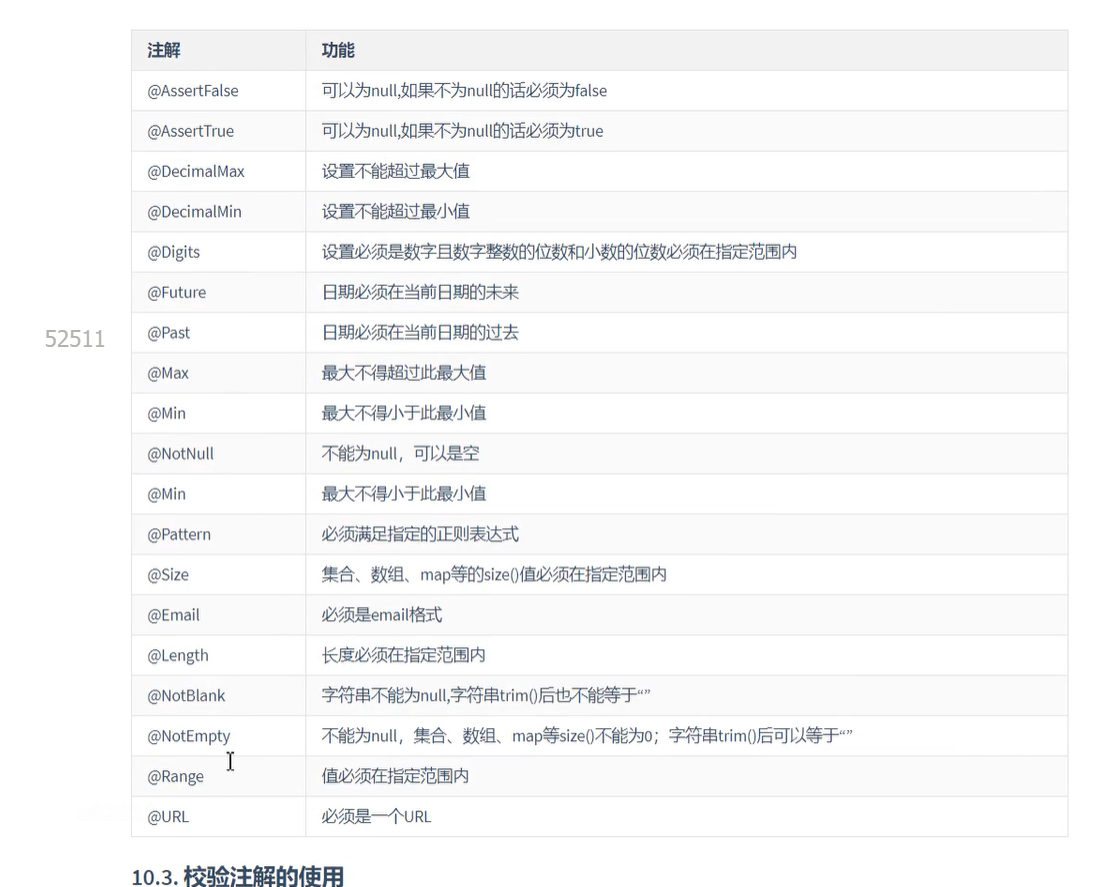 注解 功能
@AssertFalse 可以为null,如果不为null的话必须为false
@AssertTrue 可以为null,如果不为null的话必须为true
@DecimalMax 设置不能超过最大值
@DecimalMin 设置不能超过最小值
@Digits 设置必须是数字且数字整数的位数和小数的位数必须在指定范围内
@Future 日期必须在当前日期的未来
52511
@Past 日期必须在当前日期的过去
@Max 最大不得超过此最大值
@Min 最大不得小于此最小值
@NotNull 不能为null，可以是空
@Min 最大不得小于此最小值
@Pattern 必须满足指定的正则表达式
@Size 集合、数组、map等的size()值必须在指定范围内
@Email 必须是email格式
@Length 长度必须在指定范围内
@NotBlank 字符串不能为null,字符串trim()后也不能等于“”
@NotEmpty 不能为null，集合、数组、map等size()不能为0；字符串trim()后可以等于“”
@Range 值必须在指定范围内
@URL 必须是一个URL
10.3. 校验注解的使用